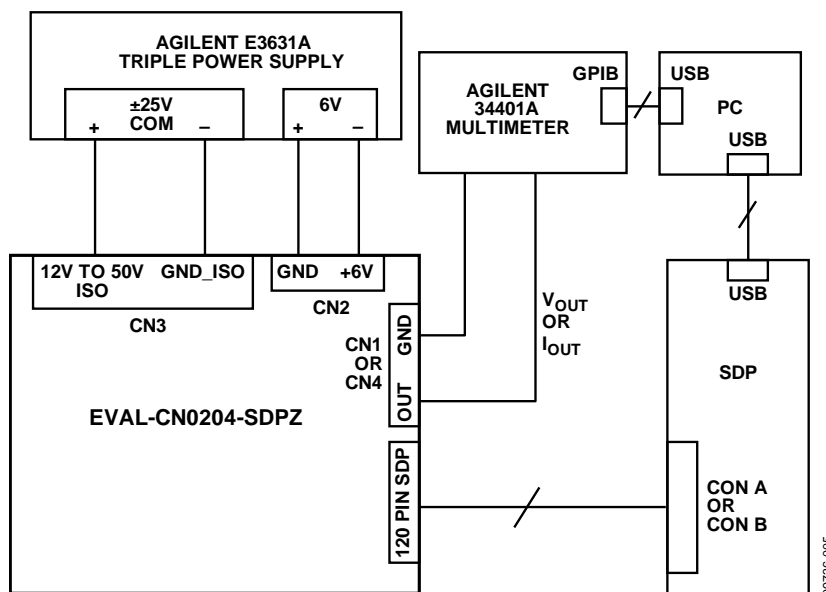 AGILENT E3631A
TRIPLE POWER SUPPLY
±25V
COM
+ –
6V
+ –
AGILENT
34401A
MULTIMETER
GPIB
USB
PC
USB
12V TO 50V
ISO
GND_ISO
CN3
GND
+6V
CN2
CN1
OR
CN4
GND
OUT
VOUT
OR
IOUT
EVAL-CN0204-SDPZ
120 PIN SDP
USB
SDP
CON A
OR
CON B